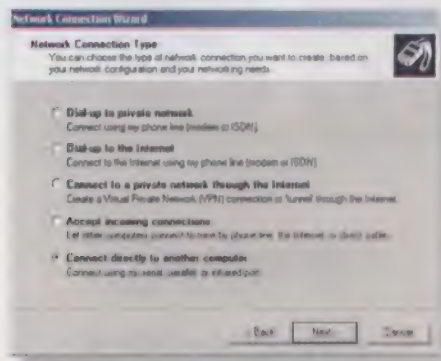 Network Connection Wizard
Network Connection Type
You can choose the type of network connection you want to create, based on
your network configuration and your networking needs.
Dial-up to private network
Connect using my phone line (modem or ISDN).
Dial-up to the Internet
Connect to the Internet using my phone line (modem or ISDN).
Connect to a private network through the Internet
Create a Virtual Private Network (VPN) connection or 'tunnel' through the Internet.
Accept incoming connections
Let other computers connect to mine by phone line, the Internet, or direct cable.
Connect directly to another computer
Connect using my serial, parallel, or infrared port.
< Back
Next >
Cancel